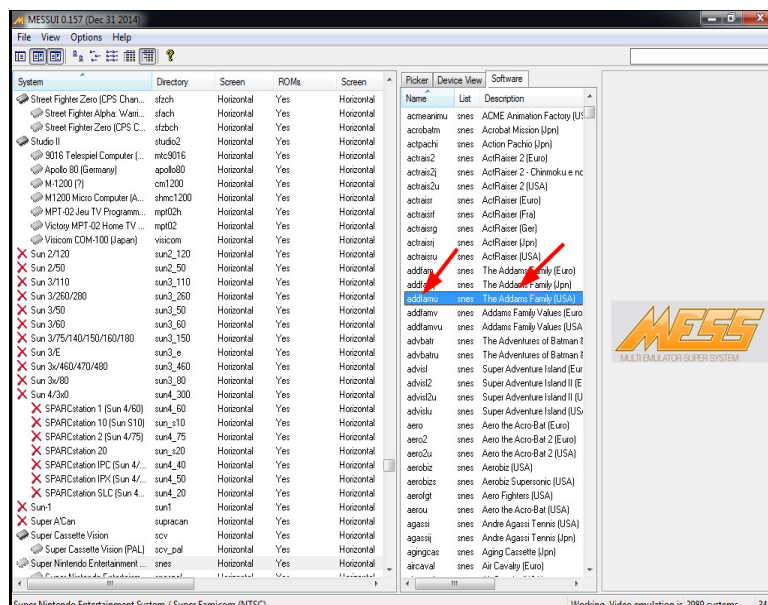 MESSUI 0.157 (Dec 31 2014)
File View Options Help
System Directory Screen ROMs Screen
Street Fighter Zero (CPS Chan... sfzch Horizontal Yes Horizontal
Street Fighter Alpha: Warri... sfach Horizontal Yes Horizontal
Street Fighter Zero (CPS C... sfzbch Horizontal Yes Horizontal
Studio II studio2 Horizontal Yes Horizontal
9016 Telespiel Computer (... mtc9016 Horizontal Yes Horizontal
Apollo 80 (Germany) apollo80 Horizontal Yes Horizontal
M-1200 (?) cm1200 Horizontal Yes Horizontal
M1200 Micro Computer (A... shmc1200 Horizontal Yes Horizontal
MPT-02 Jeu TV Programm... mpt02h Horizontal Yes Horizontal
Victory MPT-02 Home TV ... mpt02 Horizontal Yes Horizontal
Visicom COM-100 (Japan) visicom Horizontal Yes Horizontal
Sun 2/120 sun2_120 Horizontal Yes Horizontal
Sun 2/50 sun2_50 Horizontal Yes Horizontal
Sun 3/110 sun3_110 Horizontal Yes Horizontal
Sun 3/260/280 sun3_260 Horizontal Yes Horizontal
Sun 3/50 sun3_50 Horizontal Yes Horizontal
Sun 3/60 sun3_60 Horizontal Yes Horizontal
Sun 3/75/140/150/160/180 sun3_150 Horizontal Yes Horizontal
Sun 3/E sun3_e Horizontal Yes Horizontal
Sun 3x/460/470/480 sun3_460 Horizontal Yes Horizontal
Sun 3x/80 sun3_80 Horizontal Yes Horizontal
Sun 4/3x0 sun4_300 Horizontal Yes Horizontal
SPARCstation 1 (Sun 4/60) sun4_60 Horizontal Yes Horizontal
SPARCstation 10 (Sun S10) sun_s10 Horizontal Yes Horizontal
SPARCstation 2 (Sun 4/75) sun4_75 Horizontal Yes Horizontal
SPARCstation 20 sun_s20 Horizontal Yes Horizontal
SPARCstation IPC (Sun 4/... sun4_40 Horizontal Yes Horizontal
SPARCstation IPX (Sun 4/... sun4_50 Horizontal Yes Horizontal
SPARCstation SLC (Sun 4... sun4_20 Horizontal Yes Horizontal
Sun-1 sun1 Horizontal Yes Horizontal
Super A'Can supracan Horizontal Yes Horizontal
Super Cassette Vision scv Horizontal Yes Horizontal
Super Cassette Vision (PAL) scv_pal Horizontal Yes Horizontal
Super Nintendo Entertainment ... snes Horizontal Yes Horizontal
Picker Device View Software
Name List Description
acmeanimu snes ACME Animation Factory (US
acrobatm snes Acrobat Mission (Jpn)
actpachi snes Action Pachio (Jpn)
actrais2 snes ActRaiser 2 (Euro)
actrais2j snes ActRaiser 2 - Chinmoku e no
actrais2u snes ActRaiser 2 (USA)
actraisr snes ActRaiser (Euro)
actraisrf snes ActRaiser (Fra)
actraisrg snes ActRaiser (Ger)
actraisrj snes ActRaiser (Jpn)
actraisru snes ActRaiser (USA)
addfam snes The Addams Family (Euro)
snes The Addams Family (Jpn)
addfamu snes The Addams Family (USA)
addfamv snes Addams Family Values (Euro
addfamvu snes Addams Family Values (USA
advbatr snes The Adventures of Batman &
advbatru snes The Adventures of Batman &
advisl snes Super Adventure Island (Eur
advisl2 snes Super Adventure Island II (E
advisl2u snes Super Adventure Island II (U
advislu snes Super Adventure Island (USA
aero snes Aero the Acro-Bat (Euro)
aero2 snes Aero the Acro-Bat 2 (Euro)
aero2u snes Aero the Acro-Bat 2 (USA)
aerobiz snes Aerobiz (USA)
aerobizs snes Aerobiz Supersonic (USA)
aerofgt snes Aero Fighters (USA)
aerou snes Aero the Acro-Bat (USA)
agassi snes Andre Agassi Tennis (USA)
agassij snes Andre Agassi Tennis (Jpn)
agingcas snes Aging Cassette (Jpn)
aircaval snes Air Cavalry (Euro)
MESS
MULTI EMULATOR SUPER SYSTEM
Super Nintendo Entertainment System / Super Famicom (NTSC)
Working, Video emulation is 2089 systems